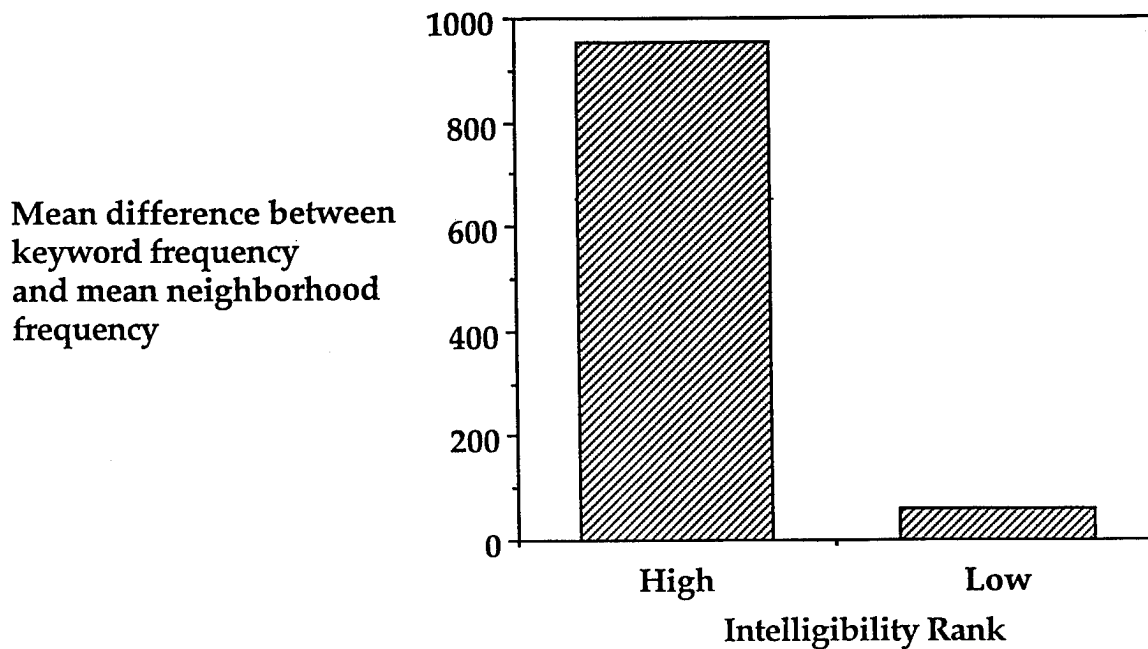 1000
800
600
400
200
0
Mean difference between
keyword frequency
and mean neighborhood
frequency
High
Low
Intelligibility Rank